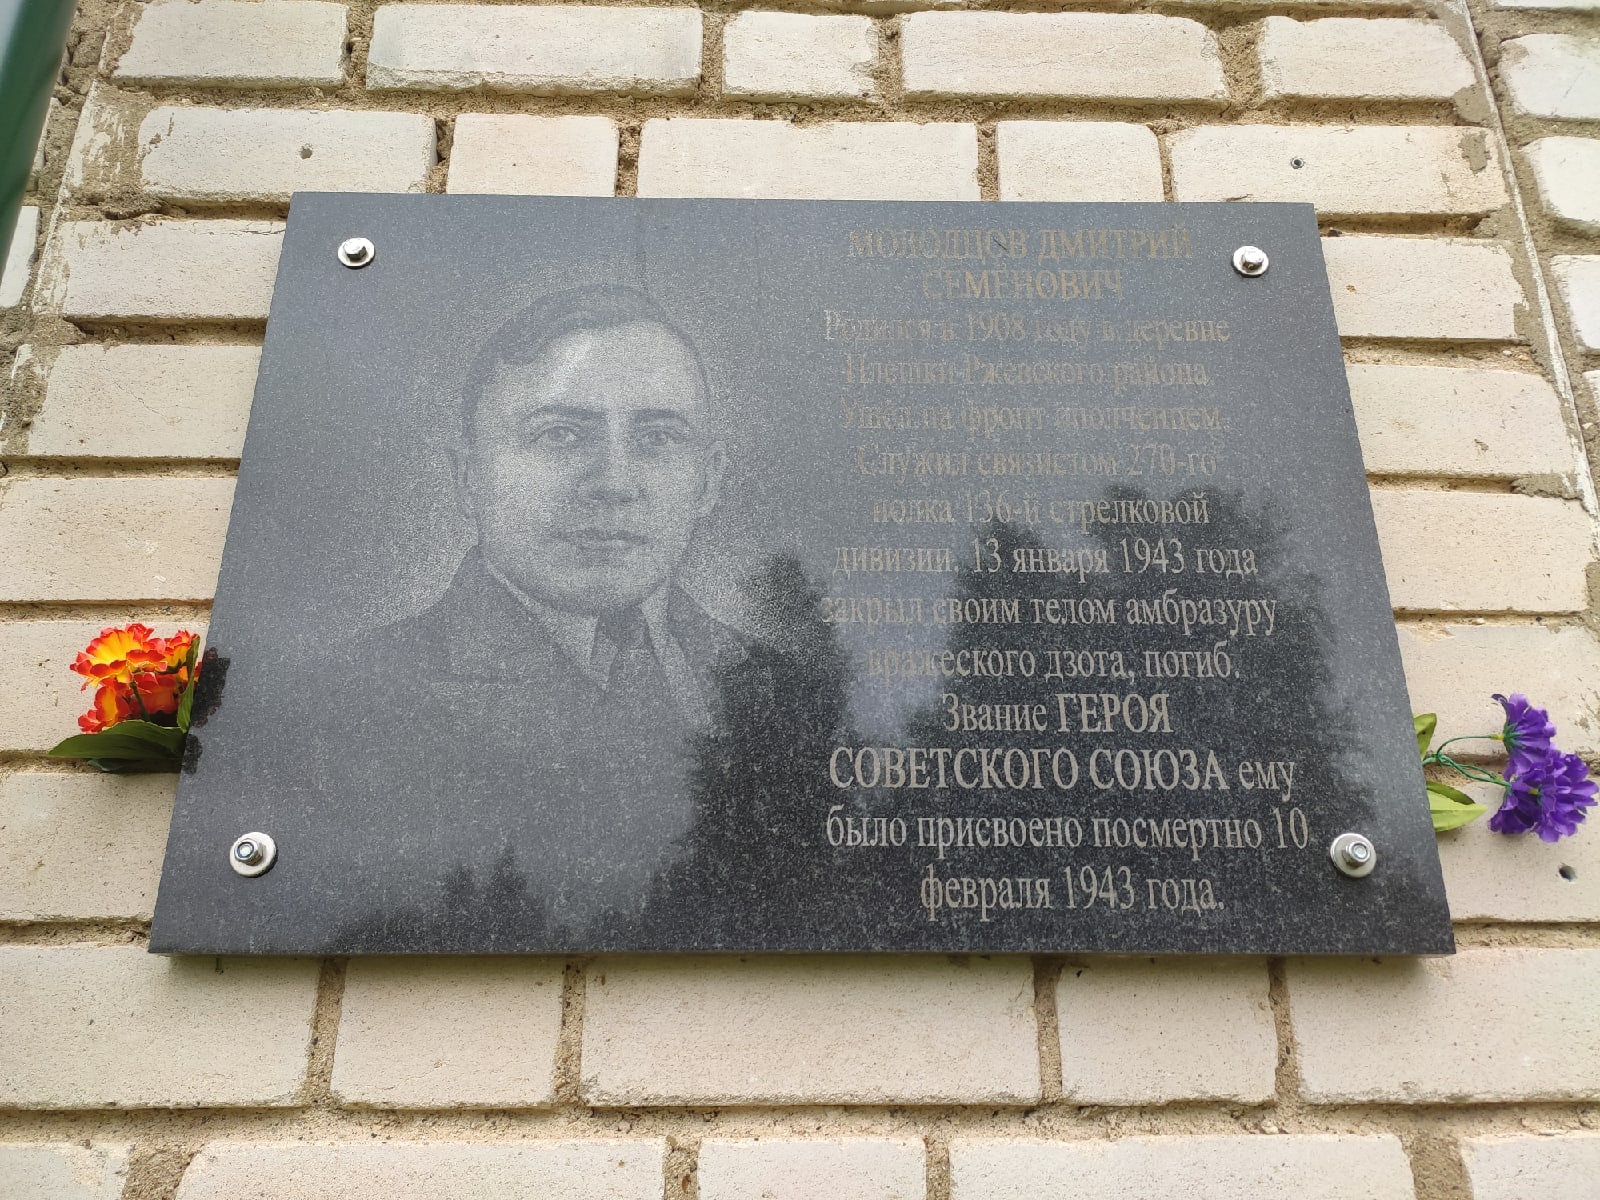 МОЛОДЦОВ ДМИТРИЙ
СЕМЕНОВИЧ
Родился в 1908 году в деревне
Плешки Ржевского района.
Ушёл на фронт ополченцем.
Служил связистом 270-го
полка 136-й стрелковой
дивизии. 13 января 1943 года
закрыл своим телом амбразуру
вражеского дзота, погиб.
Звание ГЕРОЯ
СОВЕТСКОГО СОЮЗА ему
было присвоено посмертно 10
февраля 1943 года.